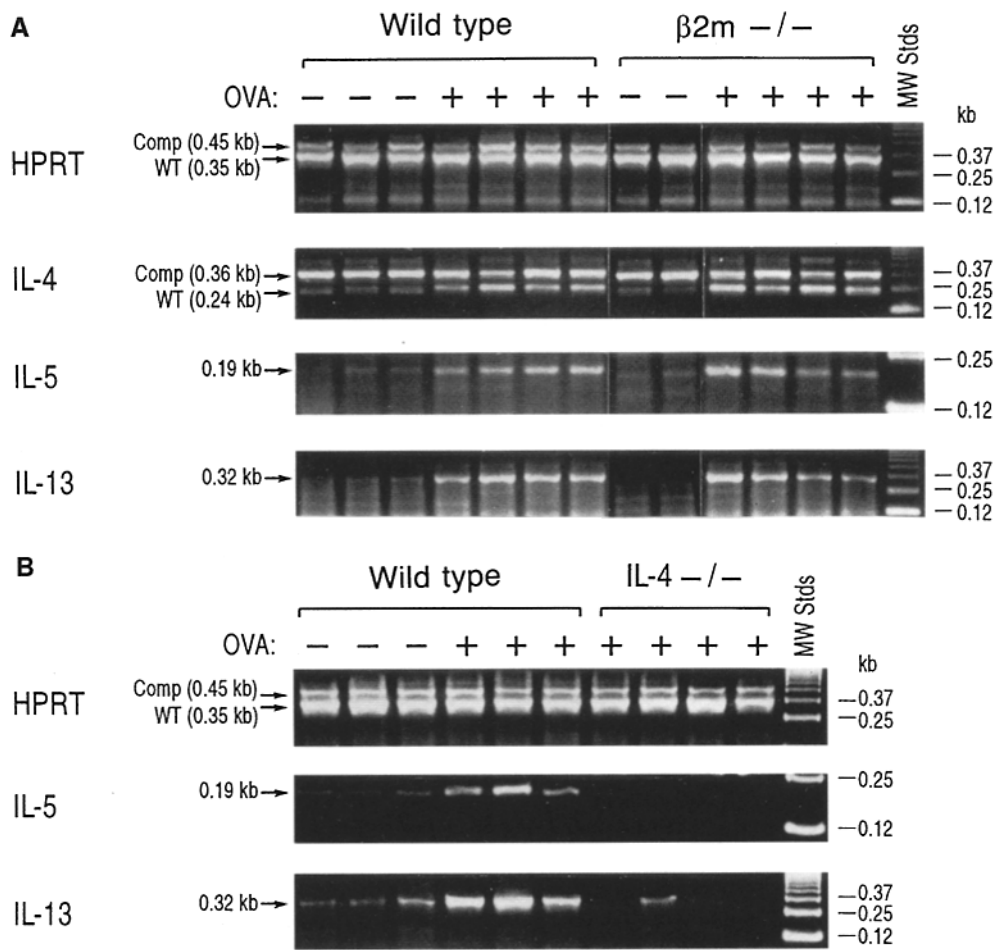 A
Wild type
β2m −/−
MW Stds
OVA: − − − + + + + − − + + + +
kb
HPRT
Comp (0.45 kb)
WT (0.35 kb)
0.37
0.25
0.12
IL-4
Comp (0.36 kb)
WT (0.24 kb)
0.37
0.25
0.12
IL-5
0.19 kb
0.25
0.12
IL-13
0.32 kb
0.37
0.25
0.12
B
Wild type
IL-4 −/−
MW Stds
OVA: − − − + + + + + + +
kb
HPRT
Comp (0.45 kb)
WT (0.35 kb)
0.37
0.25
IL-5
0.19 kb
0.25
0.12
IL-13
0.32 kb
0.37
0.25
0.12